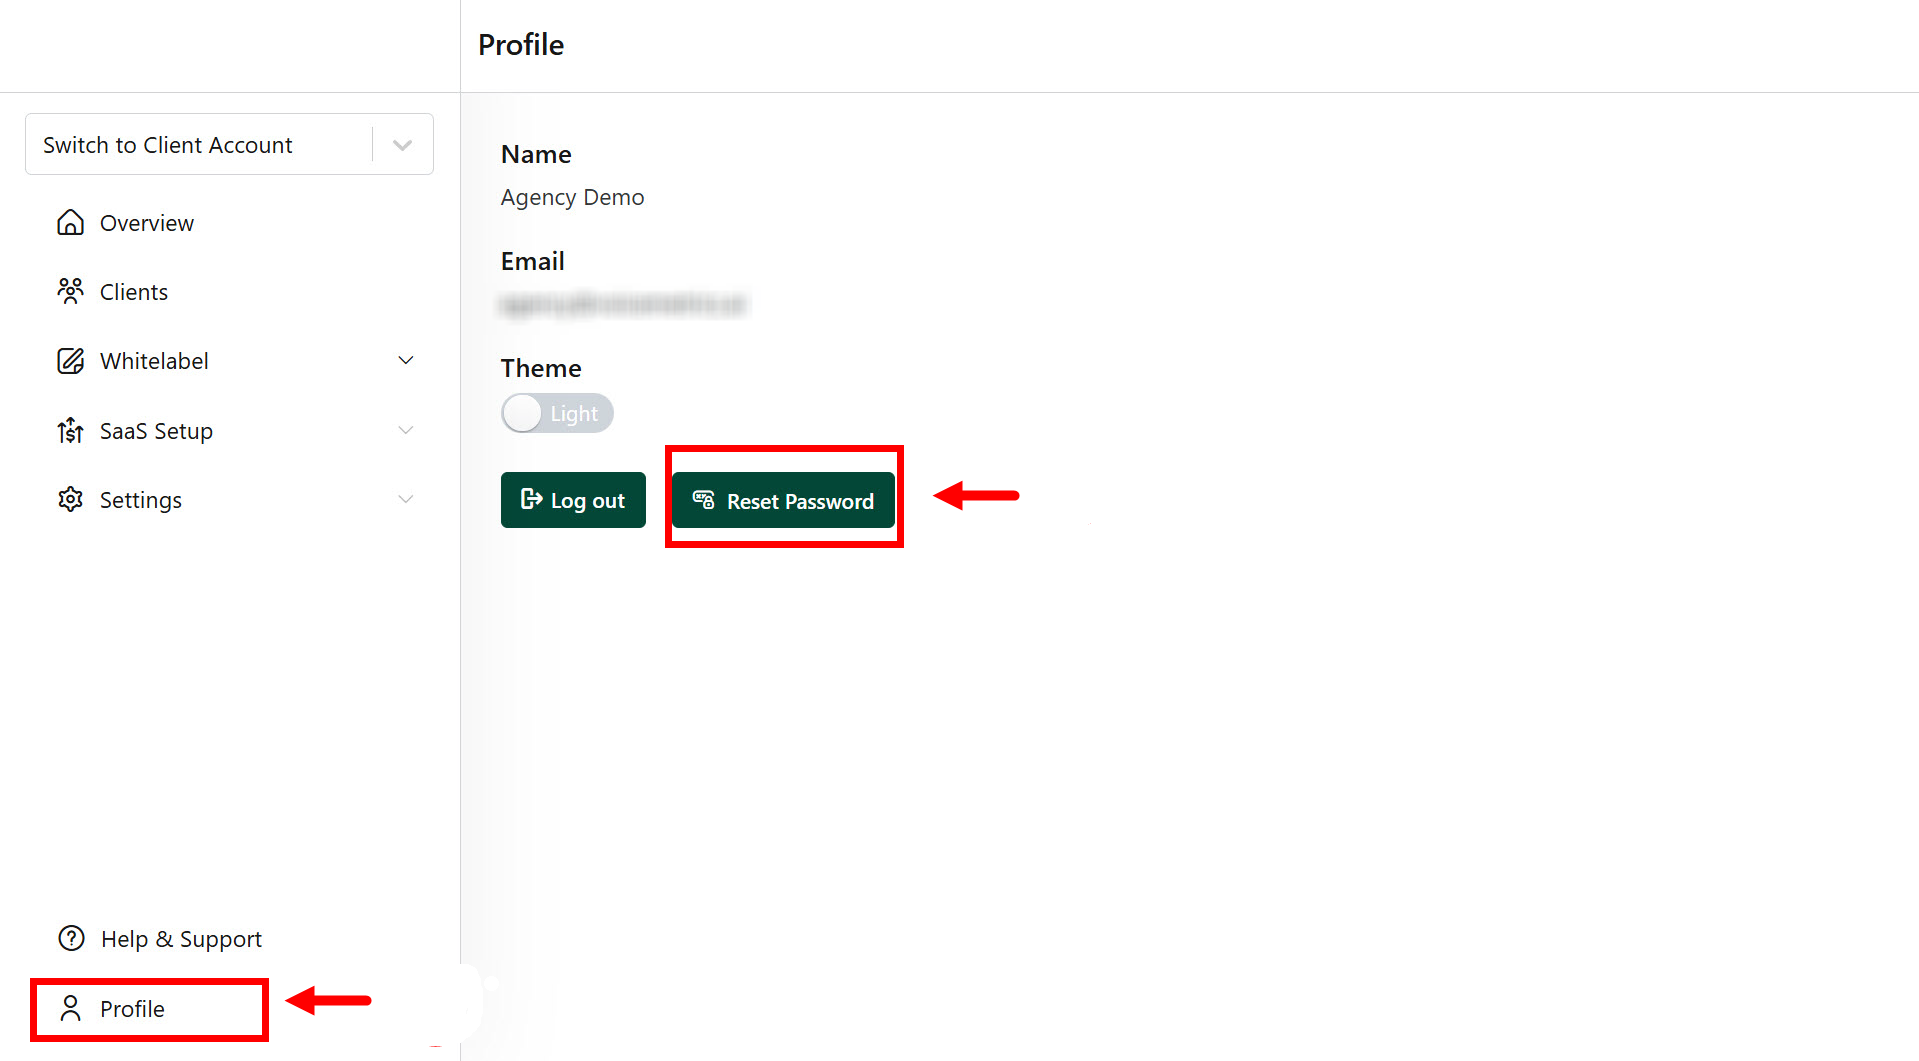 Profile
Switch to Client Account
Overview
Clients
Whitelabel
SaaS Setup
Settings
Help & Support
Profile
Name
Agency Demo
Email
Theme
Light
Log out
Reset Password